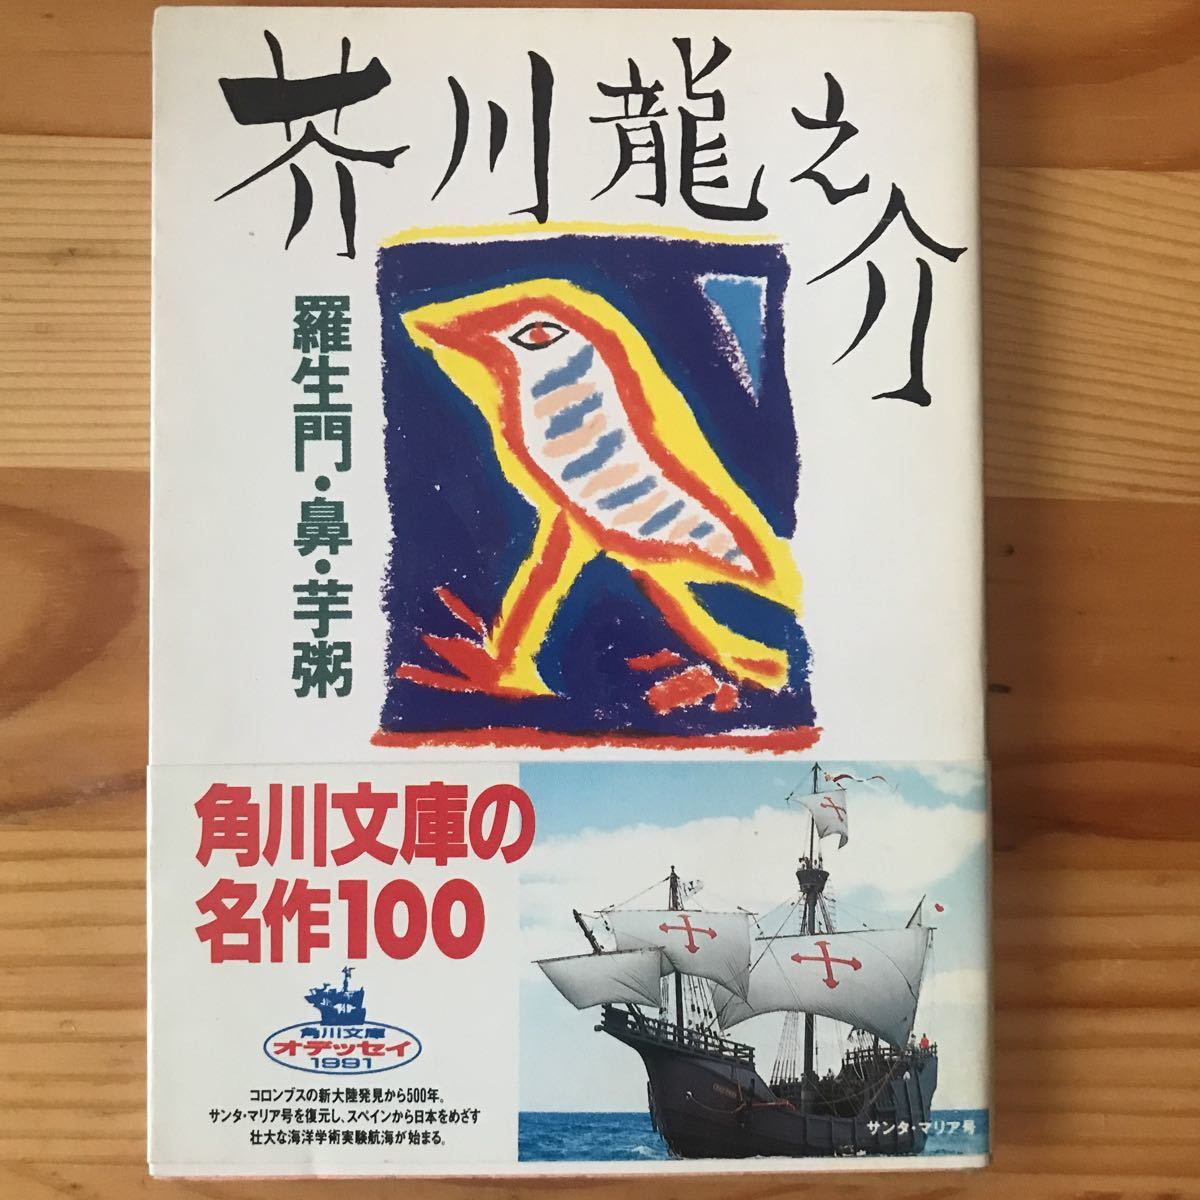 芥川龍之介
羅生門・鼻・芋粥
角川文庫の
名作100
角川文庫
オデッセイ
1991
コロンブスの新大陸発見から500年。
サンタ・マリア号を復元し、スペインから日本をめざす
壮大な海洋学術実験航海が始まる。
サンタ・マリア号